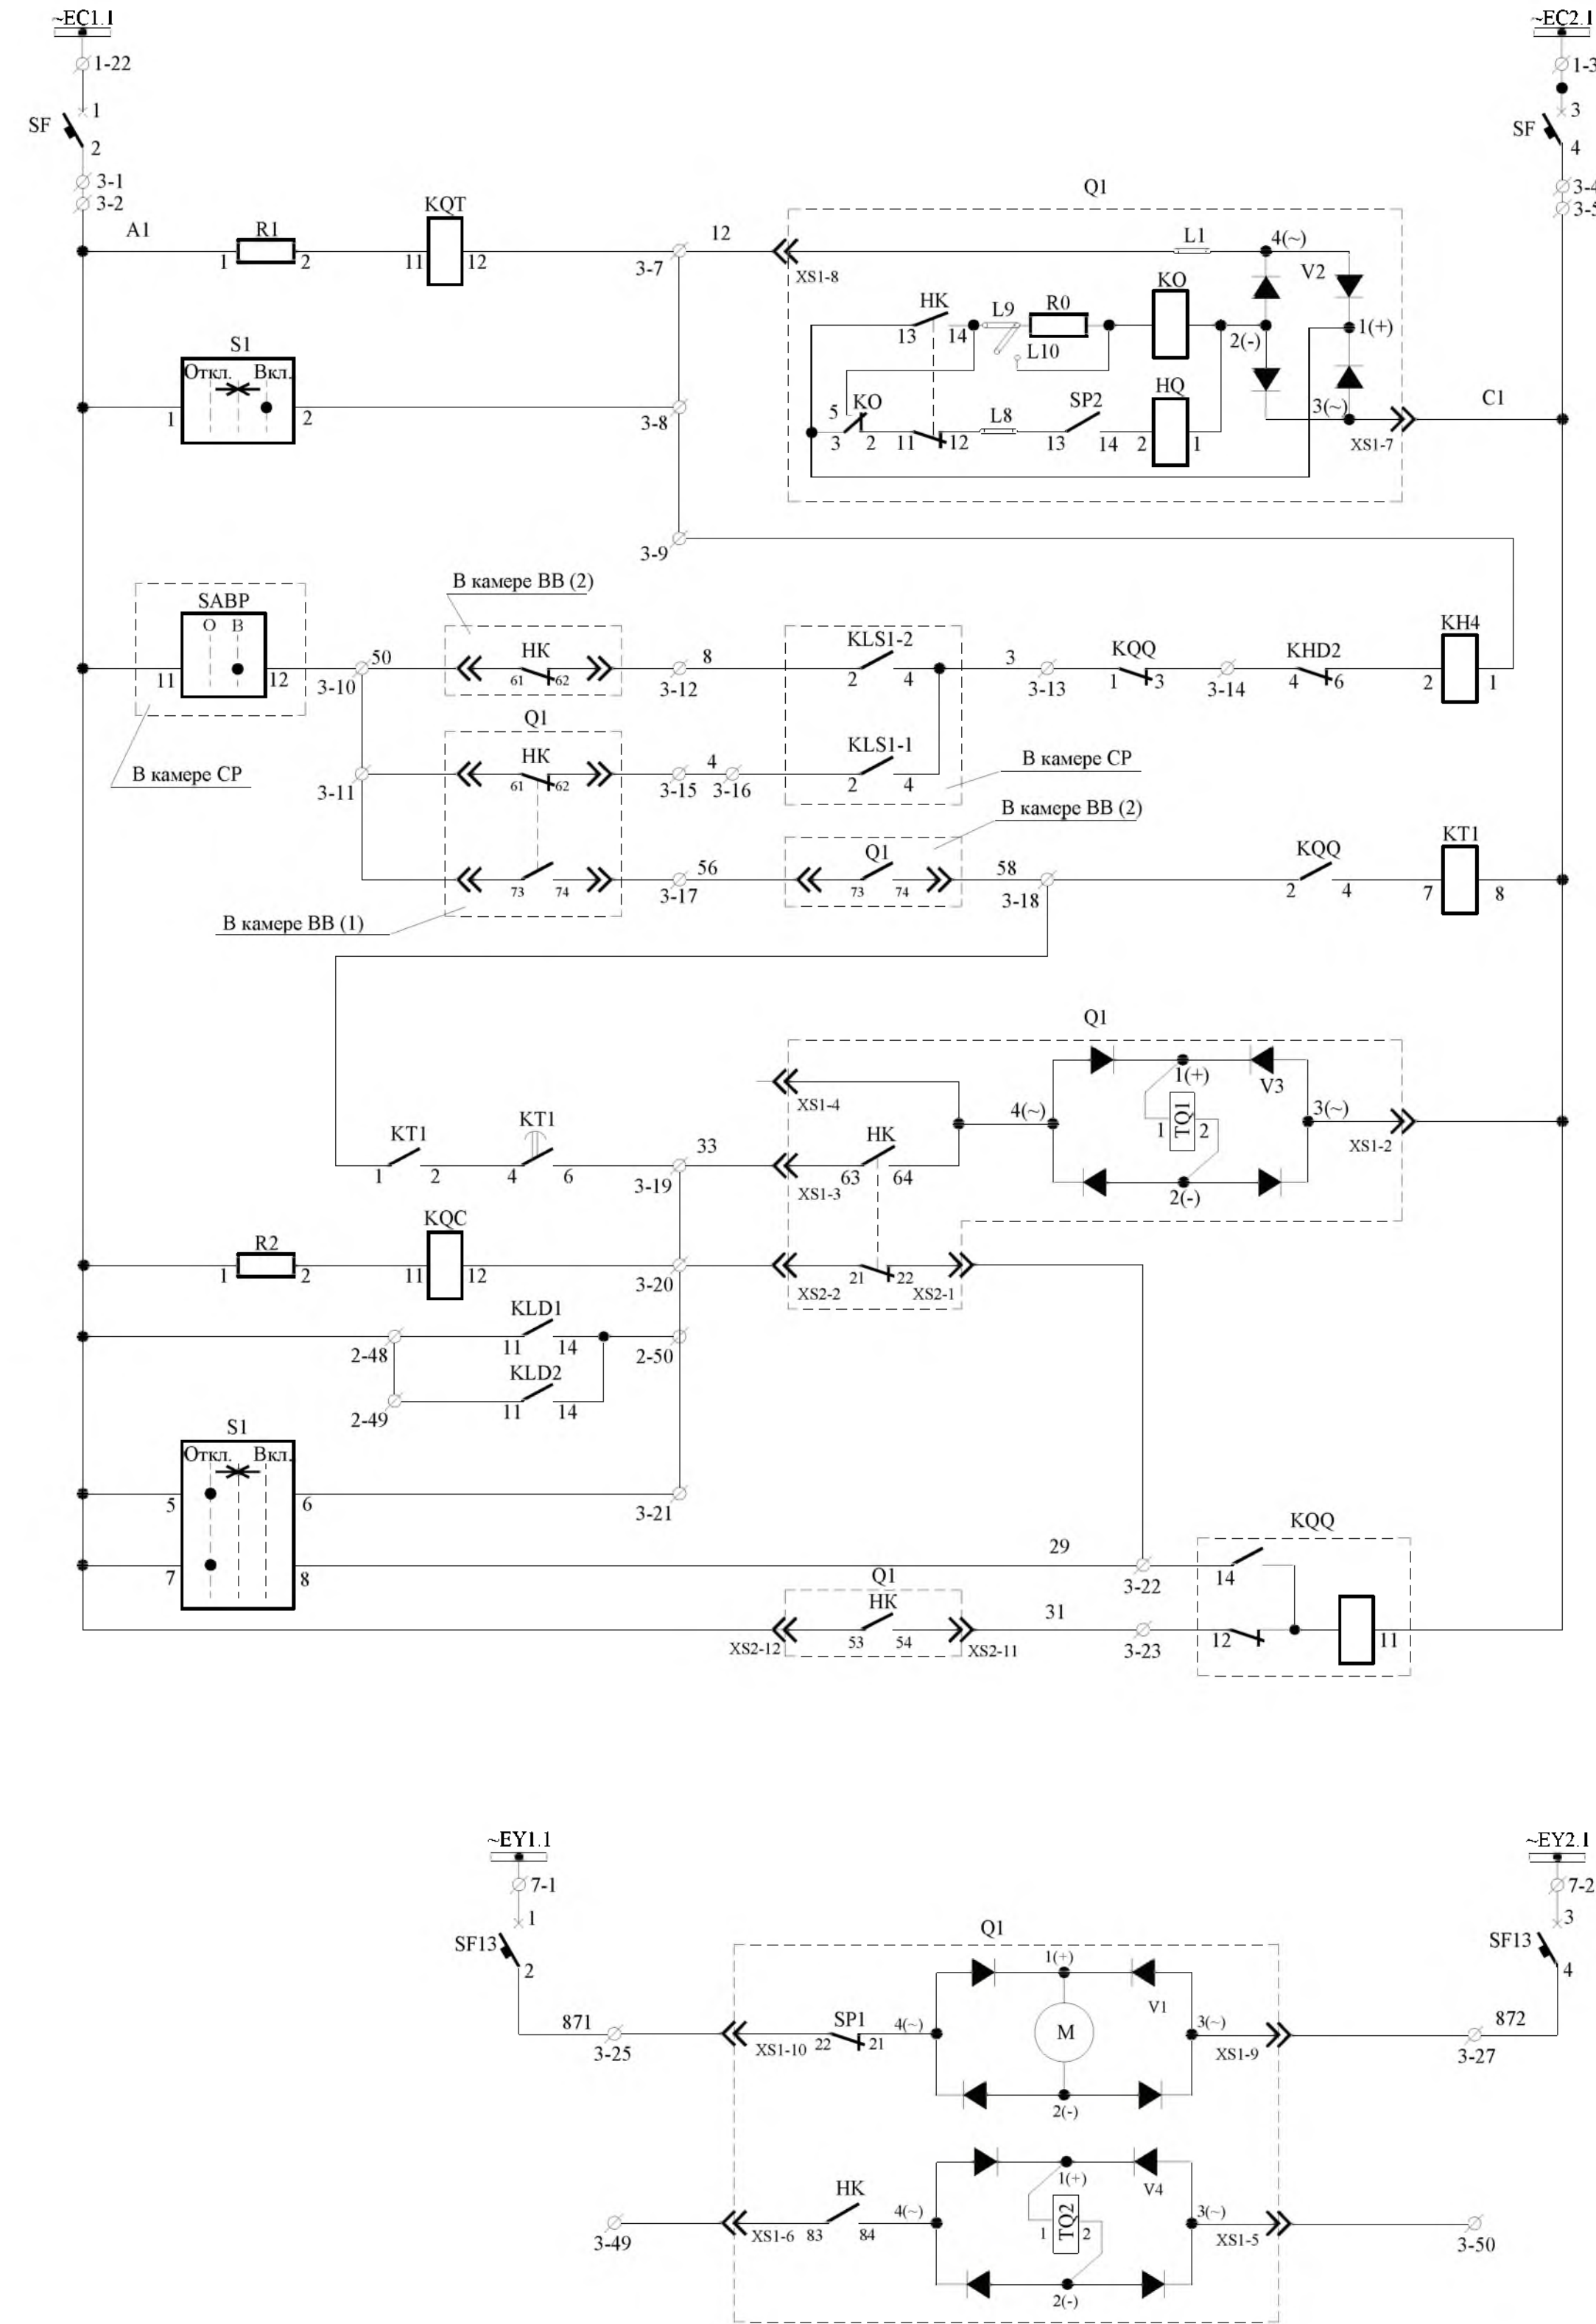 ~EC1.1 ~EC2.1
1-22 1-3
1 3
SF SF
2 4
3-1 3-4
3-2 3-5
A1 R1 KQT 12 Q1
1 2 11 12 3-7 XS1-8 L1 4(~) V2
HK L9 R0 KO
13 14 L10 2(-) 1(+)
S1
Откл. Вкл.
1 2 3-8
5 KO SP2 HQ 3(~) C1
3 2 11 12 L8 13 14 2 1 XS1-7
3-9
В камере ВВ (2)
SABP
О В
11 12 3-10 50 HK 61 62 3-12 8
KLS1-2 2 4 3 3-13 KQQ 1 3 3-14 KHD2 4 6 KH4 2 1
В камере СР
Q1
3-11 HK 61 62 3-15 4 3-16 KLS1-1 2 4
В камере СР
В камере ВВ (2)
73 74 3-17 56 Q1 73 74 58 3-18 KQQ 2 4 KT1 7 8
В камере ВВ (1)
Q1
XS1-4 4(~) 1(+) V3 3(~)
1 TQ1 2 XS1-2
KT1 KT1 33 HK
1 2 4 6 3-19 XS1-3 63 64 2(-)
R2 KQC
1 2 11 12 3-20 XS2-2 21 22 XS2-1
KLD1
2-48 11 14 2-50
KLD2
2-49 11 14
S1
Откл. Вкл.
5 6 3-21
KQQ
7 8 29 3-22 14
Q1
HK 31
XS2-12 53 54 XS2-11 3-23 12 11
~EY1.1 ~EY2.1
7-1 7-2
1 3
SF13 SF13
2 4
Q1
1(+)
871 SP1 4(~) M V1 3(~) 872
3-25 XS1-10 22 21 XS1-9 3-27
2(-)
1(+)
HK 4(~) V4 3(~)
3-49 XS1-6 83 84 1 TQ2 2 XS1-5 3-50
2(-)